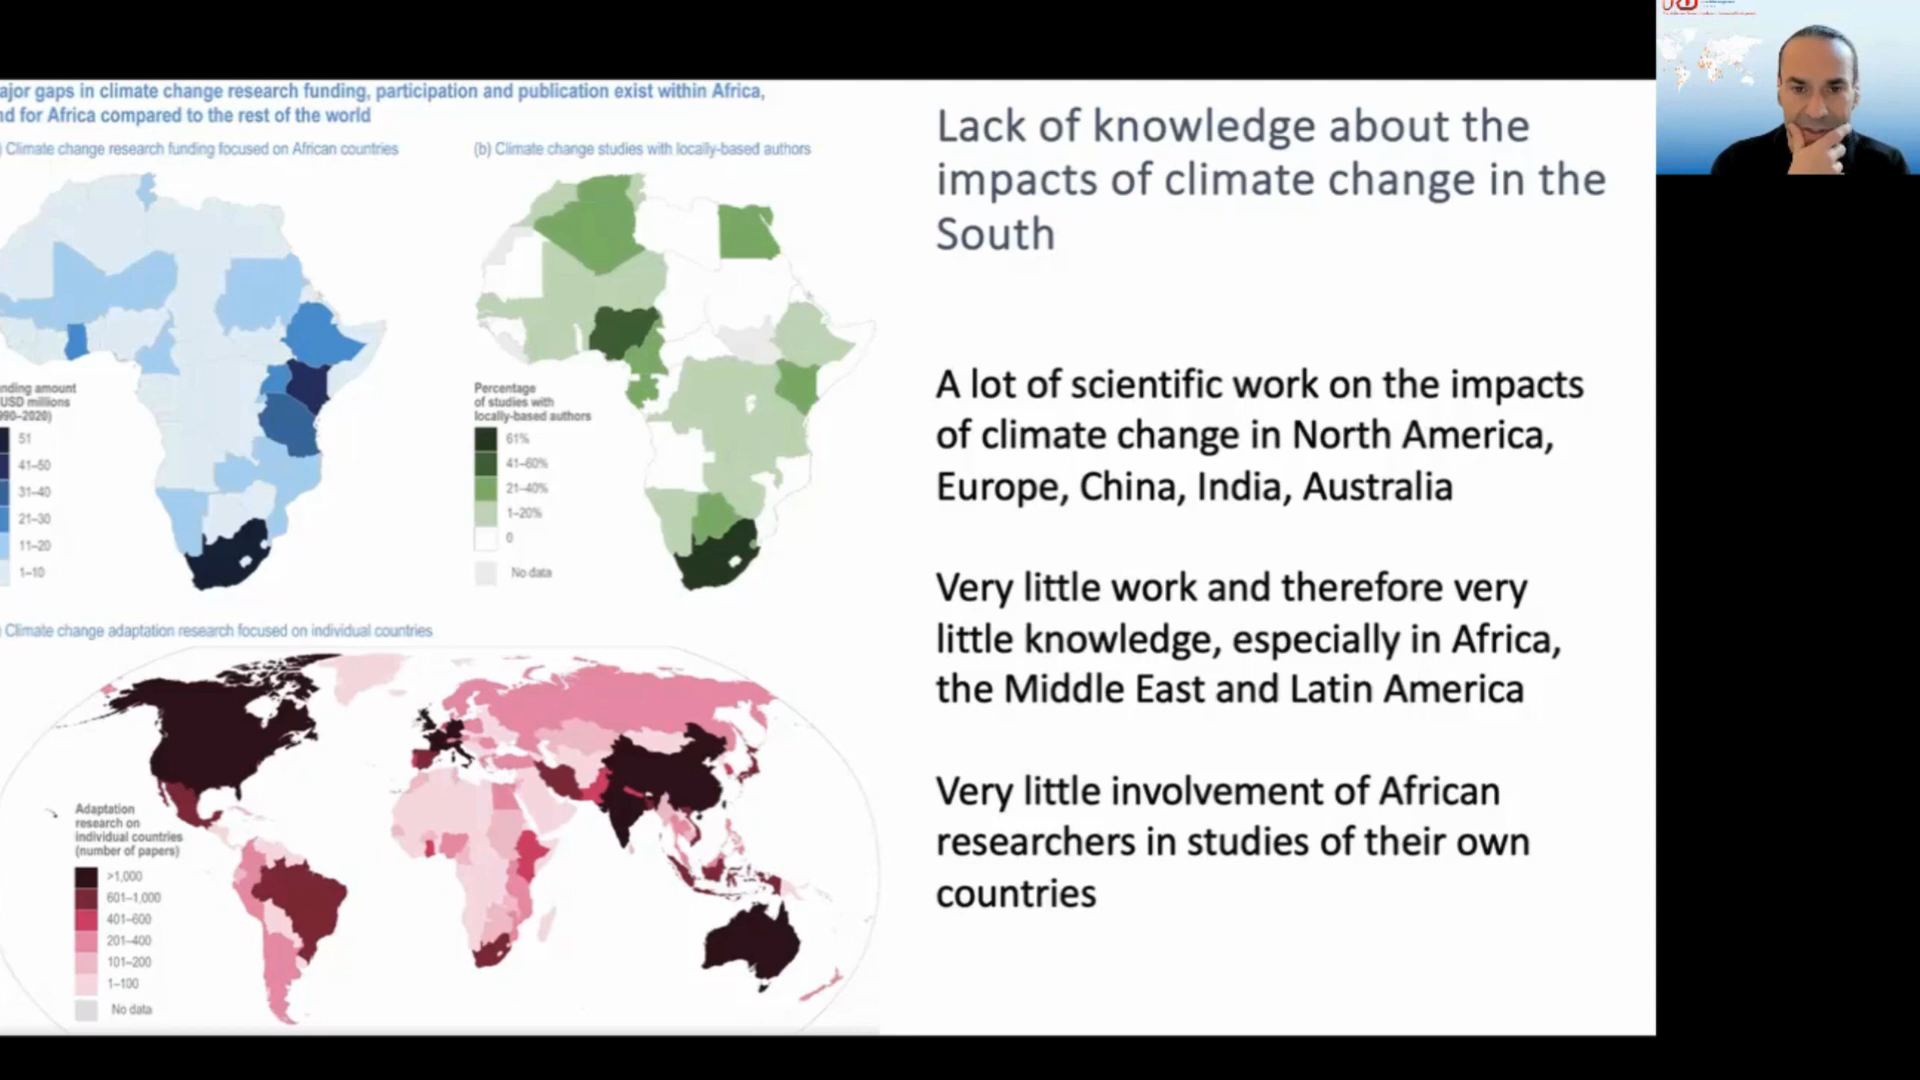 ajor gaps in climate change research funding, participation and publication exist within Africa,
nd for Africa compared to the rest of the world
) Climate change research funding focused on African countries
(b) Climate change studies with locally-based authors
nding amount
USD millions
990–2020)
51
41–50
31–40
21–30
11–20
1–10
Percentage
of studies with
locally-based authors
61%
41–60%
21–40%
1–20%
0
No data
) Climate change adaptation research focused on individual countries
Adaptation
research on
individual countries
(number of papers)
>1,000
601–1,000
401–600
201–400
101–200
1–100
No data
Lack of knowledge about the
impacts of climate change in the
South
A lot of scientific work on the impacts
of climate change in North America,
Europe, China, India, Australia
Very little work and therefore very
little knowledge, especially in Africa,
the Middle East and Latin America
Very little involvement of African
researchers in studies of their own
countries